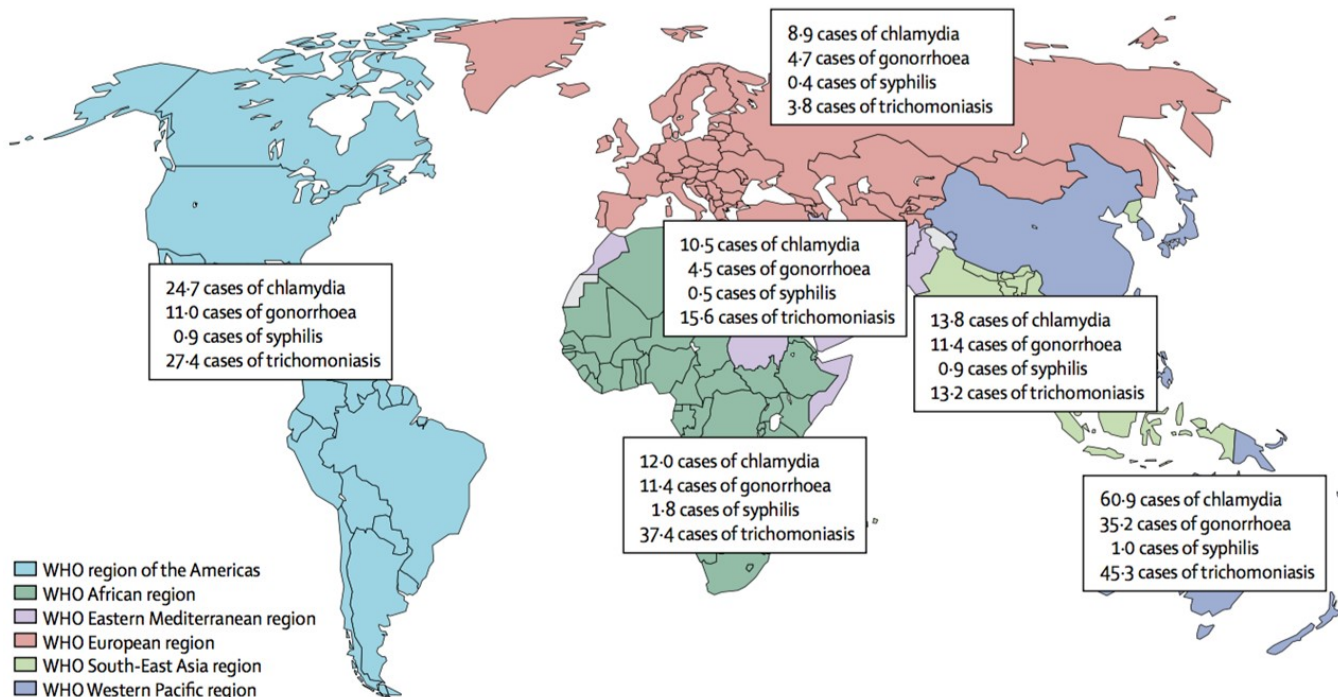 8·9 cases of chlamydia
4·7 cases of gonorrhoea
0·4 cases of syphilis
3·8 cases of trichomoniasis
10·5 cases of chlamydia
4·5 cases of gonorrhoea
0·5 cases of syphilis
15·6 cases of trichomoniasis
24·7 cases of chlamydia
11·0 cases of gonorrhoea
0·9 cases of syphilis
27·4 cases of trichomoniasis
13·8 cases of chlamydia
11·4 cases of gonorrhoea
0·9 cases of syphilis
13·2 cases of trichomoniasis
12·0 cases of chlamydia
11·4 cases of gonorrhoea
1·8 cases of syphilis
37·4 cases of trichomoniasis
60·9 cases of chlamydia
35·2 cases of gonorrhoea
1·0 cases of syphilis
45·3 cases of trichomoniasis
WHO region of the Americas
WHO African region
WHO Eastern Mediterranean region
WHO European region
WHO South-East Asia region
WHO Western Pacific region